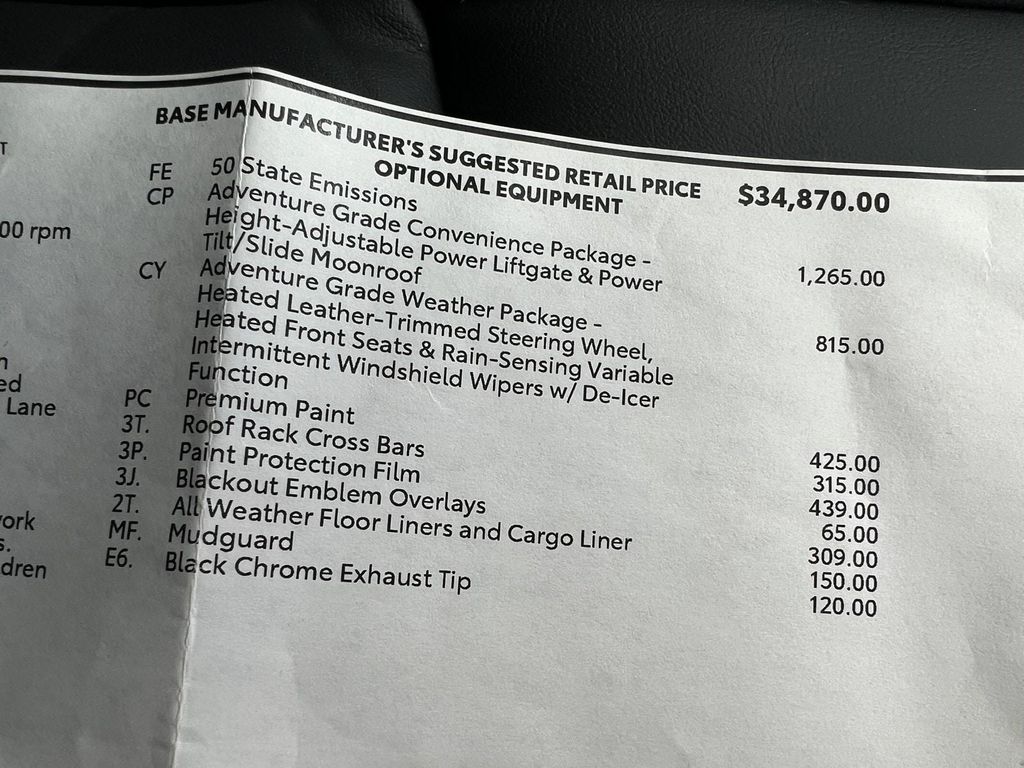 BASE MANUFACTURER'S SUGGESTED RETAIL PRICE $34,870.00
OPTIONAL EQUIPMENT
FE 50 State Emissions
CP Adventure Grade Convenience Package - 1,265.00
Height-Adjustable Power Liftgate & Power
Tilt/Slide Moonroof
CY Adventure Grade Weather Package - 815.00
Heated Leather-Trimmed Steering Wheel,
Heated Front Seats & Rain-Sensing Variable
Intermittent Windshield Wipers w/ De-Icer
Function
PC Premium Paint 425.00
3T. Roof Rack Cross Bars 315.00
3P. Paint Protection Film 439.00
3J. Blackout Emblem Overlays 65.00
2T. All Weather Floor Liners and Cargo Liner 309.00
MF. Mudguard 150.00
E6. Black Chrome Exhaust Tip 120.00
T
00 rpm
n
ed
Lane
ork
s.
dren